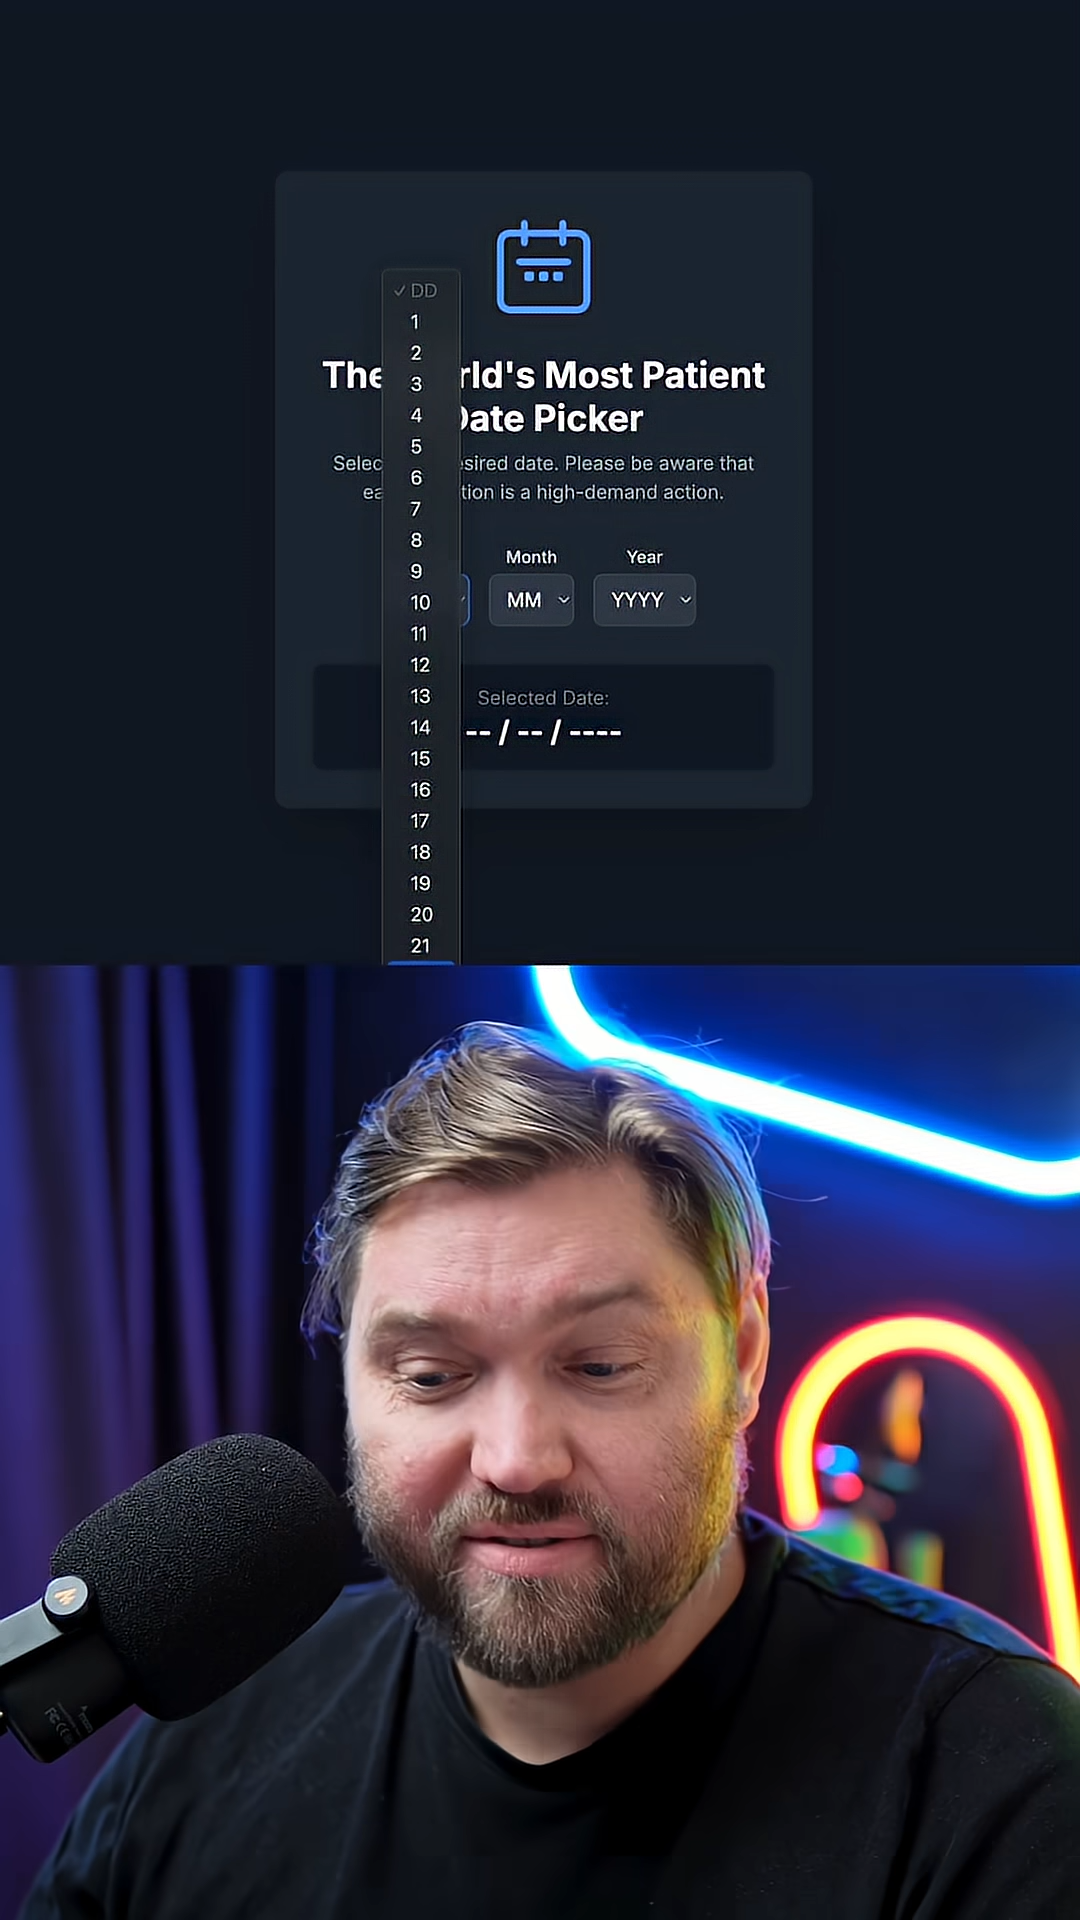 ✓ DD
1
2
3
4
5
6
7
8
9
10
11
12
13
14
15
16
17
18
19
20
21
The rld's Most Patient
Date Picker
Selec esired date. Please be aware that
ea tion is a high-demand action.
Month
Year
MM
YYYY
Selected Date:
-- / -- / ----